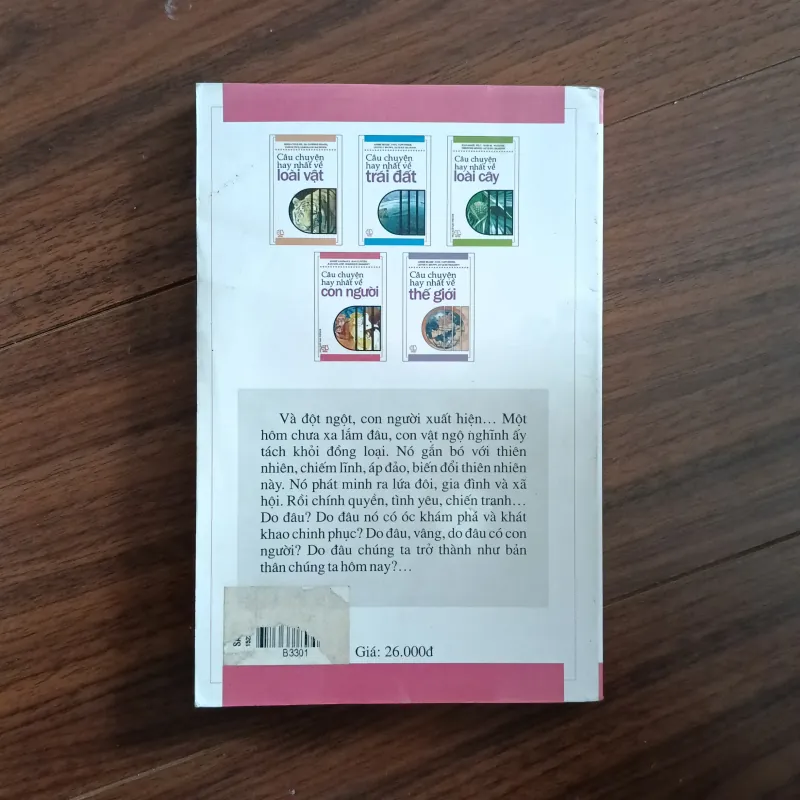 Câu chuyện
hay nhất về
loài vật
Câu chuyện
hay nhất về
trái đất
Câu chuyện
hay nhất về
loài cây
Câu chuyện
hay nhất về
con người
Câu chuyện
hay nhất về
thế giới
Và đột ngột, con người xuất hiện... Một
hôm chưa xa lắm đâu, con vật ngộ nghĩnh ấy
tách khỏi đồng loại. Nó gắn bó với thiên
nhiên, chiếm lĩnh, áp đảo, biến đổi thiên nhiên
này. Nó phát minh ra lứa đôi, gia đình và xã
hội. Rồi chính quyền, tình yêu, chiến tranh...
Do đâu? Do đâu nó có óc khám phá và khát
khao chinh phục? Do đâu, vâng, do đâu có con
người? Do đâu chúng ta trở thành như bản
thân chúng ta hôm nay?...
B3301
Giá: 26.000đ